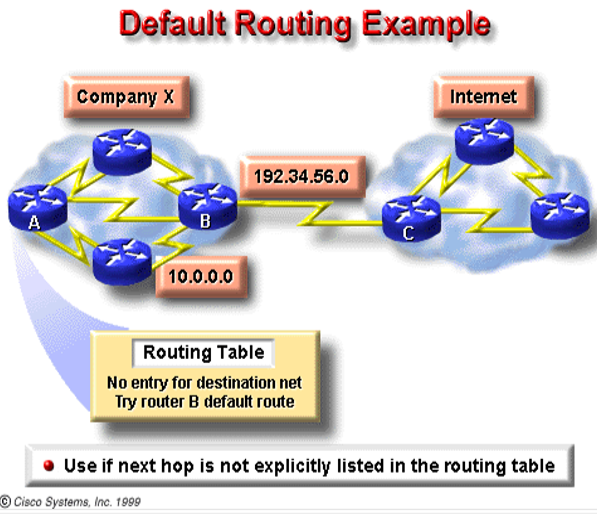 Default Routing Example
Company X
Internet
192.34.56.0
A
B
C
10.0.0.0
Routing Table
No entry for destination net
Try router B default route
Use if next hop is not explicitly listed in the routing table
© Cisco Systems, Inc. 1999